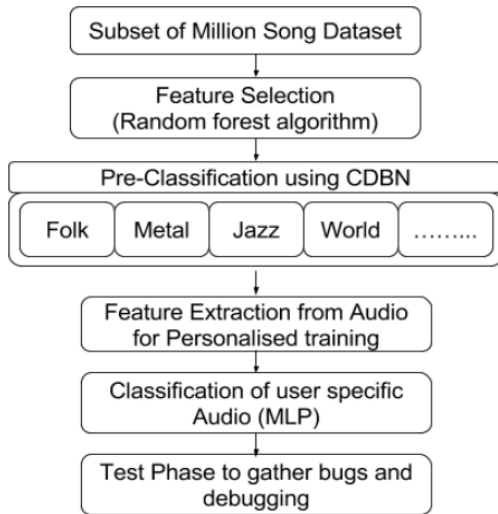 Subset of Million Song Dataset
Feature Selection
(Random forest algorithm)
Pre-Classification using CDBN
Folk Metal Jazz World ……...
Feature Extraction from Audio
for Personalised training
Classification of user specific
Audio (MLP)
Test Phase to gather bugs and
debugging